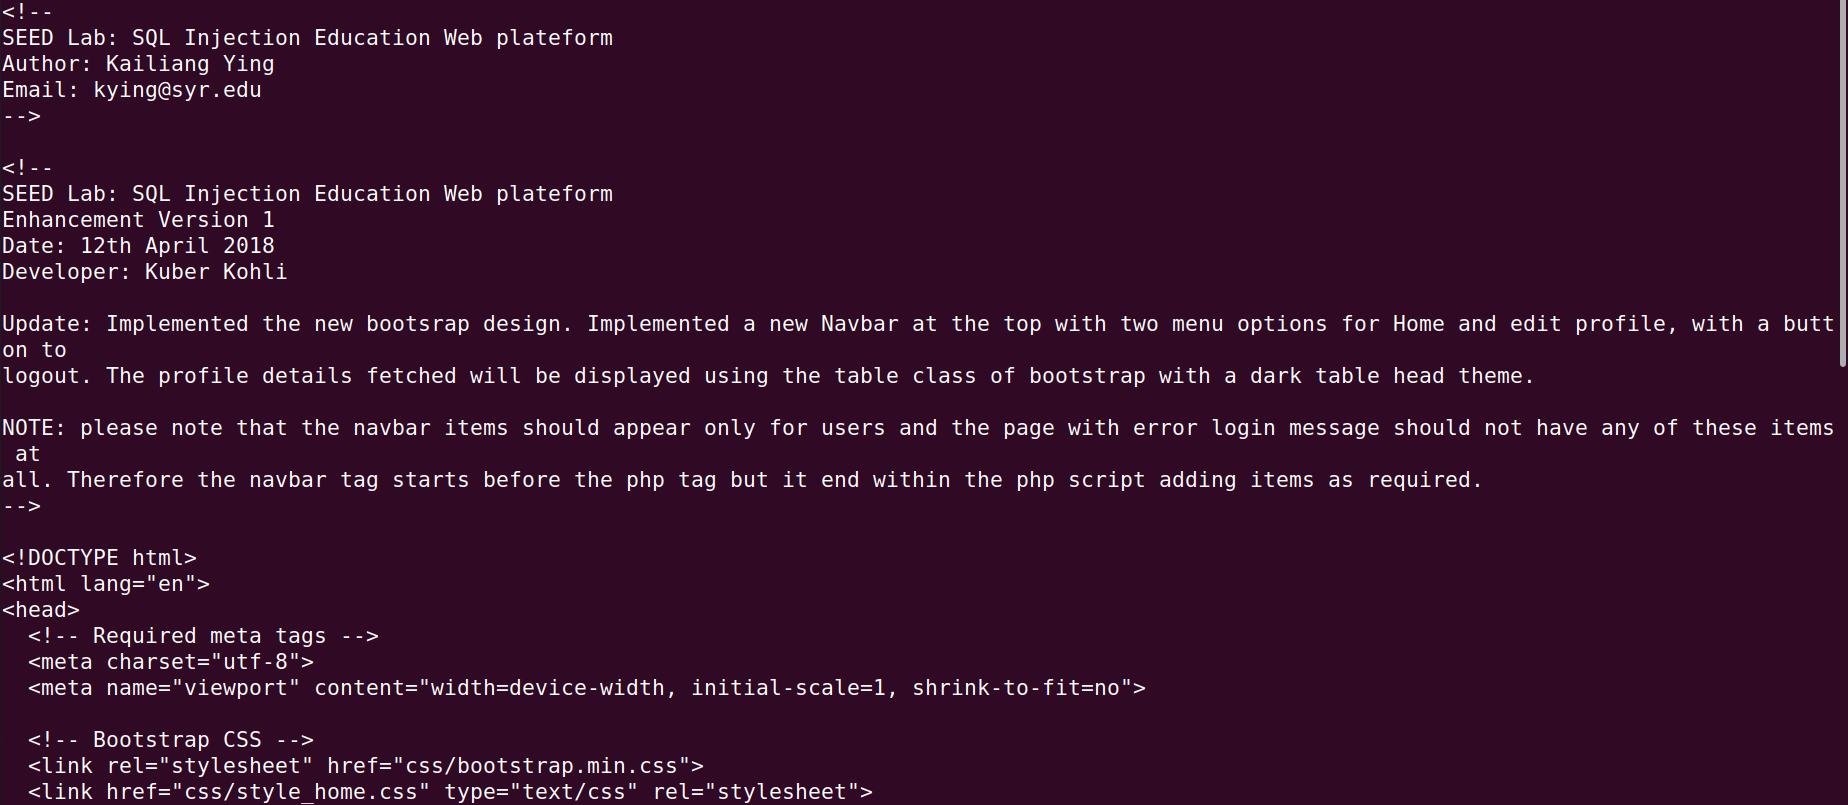 <!--
SEED Lab: SQL Injection Education Web plateform
Author: Kailiang Ying
Email: kying@syr.edu
-->

<!--
SEED Lab: SQL Injection Education Web plateform
Enhancement Version 1
Date: 12th April 2018
Developer: Kuber Kohli

Update: Implemented the new bootsrap design. Implemented a new Navbar at the top with two menu options for Home and edit profile, with a butt
on to
logout. The profile details fetched will be displayed using the table class of bootstrap with a dark table head theme.

NOTE: please note that the navbar items should appear only for users and the page with error login message should not have any of these items
 at
all. Therefore the navbar tag starts before the php tag but it end within the php script adding items as required.
-->

<!DOCTYPE html>
<html lang="en">
<head>
  <!-- Required meta tags -->
  <meta charset="utf-8">
  <meta name="viewport" content="width=device-width, initial-scale=1, shrink-to-fit=no">

  <!-- Bootstrap CSS -->
  <link rel="stylesheet" href="css/bootstrap.min.css">
  <link href="css/style_home.css" type="text/css" rel="stylesheet">